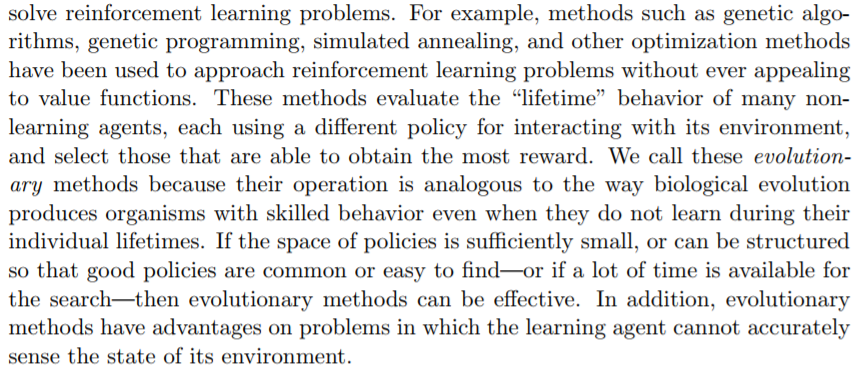 solve reinforcement learning problems. For example, methods such as genetic algo-
rithms, genetic programming, simulated annealing, and other optimization methods
have been used to approach reinforcement learning problems without ever appealing
to value functions. These methods evaluate the “lifetime” behavior of many non-
learning agents, each using a different policy for interacting with its environment,
and select those that are able to obtain the most reward. We call these evolution-
ary methods because their operation is analogous to the way biological evolution
produces organisms with skilled behavior even when they do not learn during their
individual lifetimes. If the space of policies is sufficiently small, or can be structured
so that good policies are common or easy to find—or if a lot of time is available for
the search—then evolutionary methods can be effective. In addition, evolutionary
methods have advantages on problems in which the learning agent cannot accurately
sense the state of its environment.